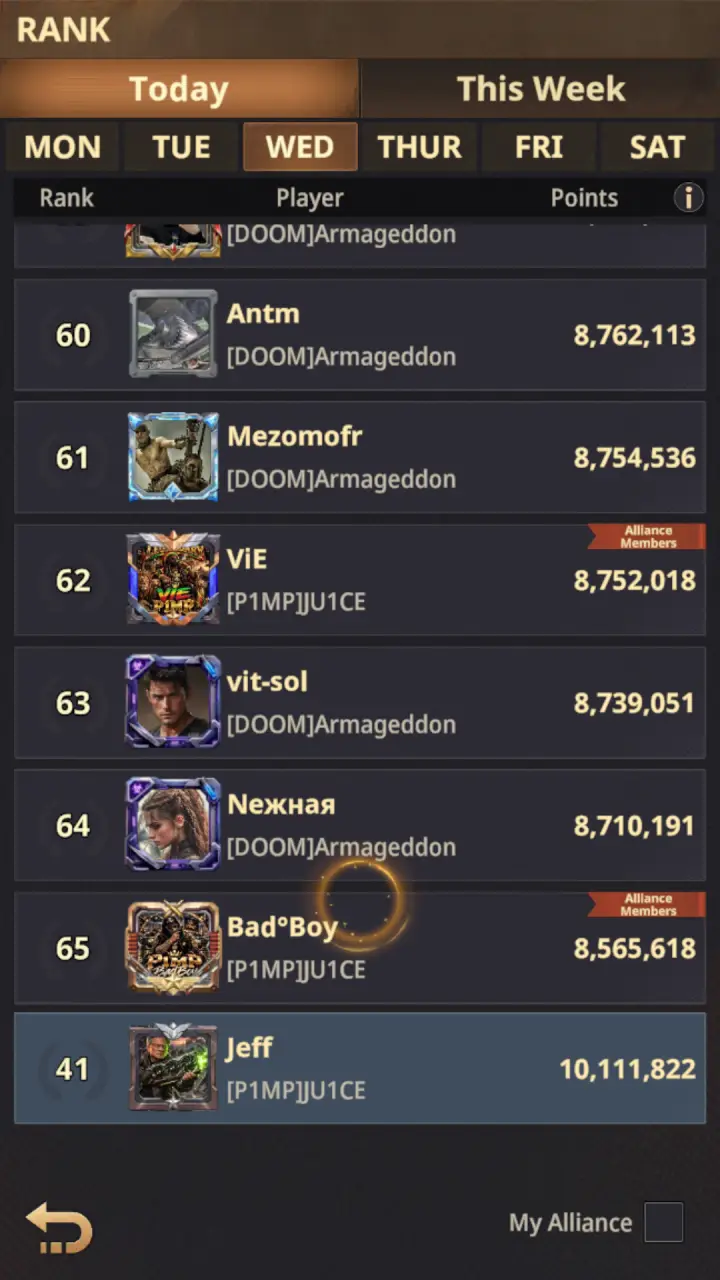 RANK
Today
This Week
MON TUE WED THUR FRI SAT
Rank Player Points i
[DOOM]Armageddon
60 Antm 8,762,113
[DOOM]Armageddon
61 Mezomofr 8,754,536
[DOOM]Armageddon
Alliance
Members
62 ViE 8,752,018
[P1MP]JU1CE
63 vit-sol 8,739,051
[DOOM]Armageddon
64 Neжная 8,710,191
[DOOM]Armageddon
Alliance
Members
65 Bad°Boy 8,565,618
[P1MP]JU1CE
41 Jeff 10,111,822
[P1MP]JU1CE
My Alliance